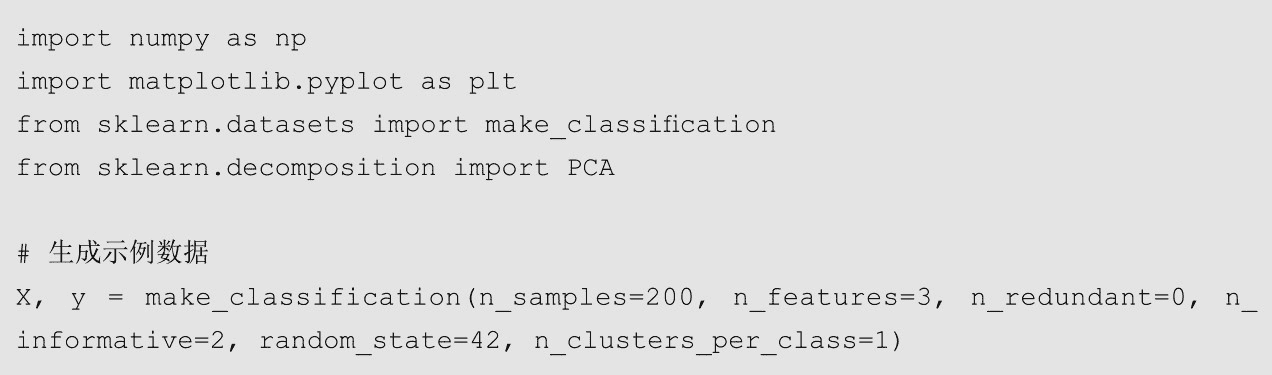 import numpy as np
import matplotlib.pyplot as plt
from sklearn.datasets import make_classification
from sklearn.decomposition import PCA
# 生成示例数据
X, y = make_classification(n_samples=200, n_features=3, n_redundant=0, n_
informative=2, random_state=42, n_clusters_per_class=1)